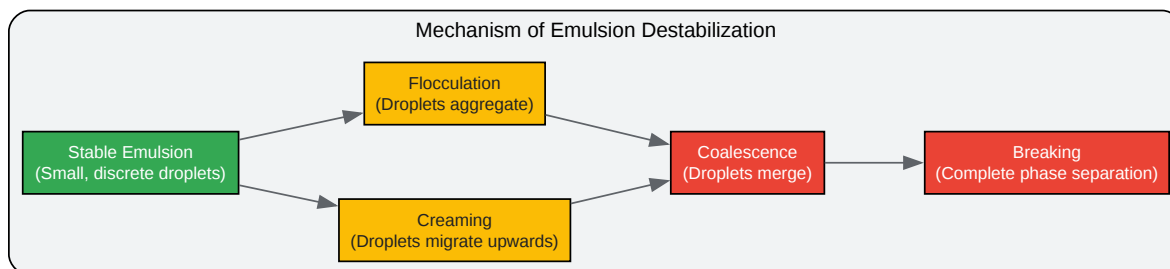 Mechanism of Emulsion Destabilization
Flocculation
(Droplets aggregate)
Stable Emulsion
(Small, discrete droplets)
Coalescence
(Droplets merge)
Breaking
(Complete phase separation)
Creaming
(Droplets migrate upwards)